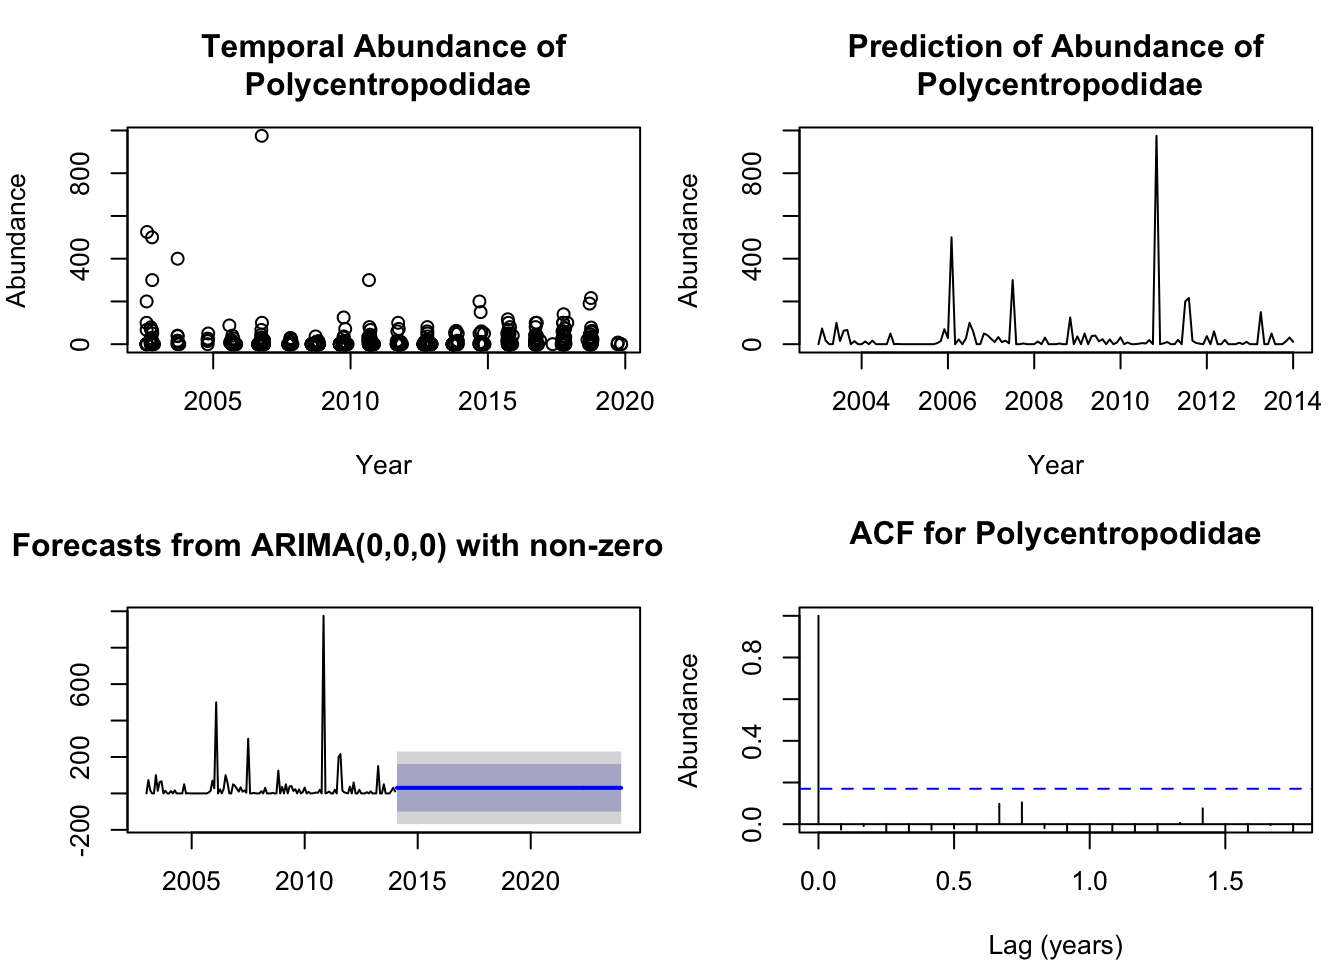 Temporal Abundance of
Polycentropodidae
Abundance
800
400
0
2005 2010 2015 2020
Year
Prediction of Abundance of
Polycentropodidae
Abundance
800
400
0
2004 2006 2008 2010 2012 2014
Year
Forecasts from ARIMA(0,0,0) with non-zero
600
200
-200
2005 2010 2015 2020
ACF for Polycentropodidae
Abundance
0.8
0.4
0.0
0.0 0.5 1.0 1.5
Lag (years)